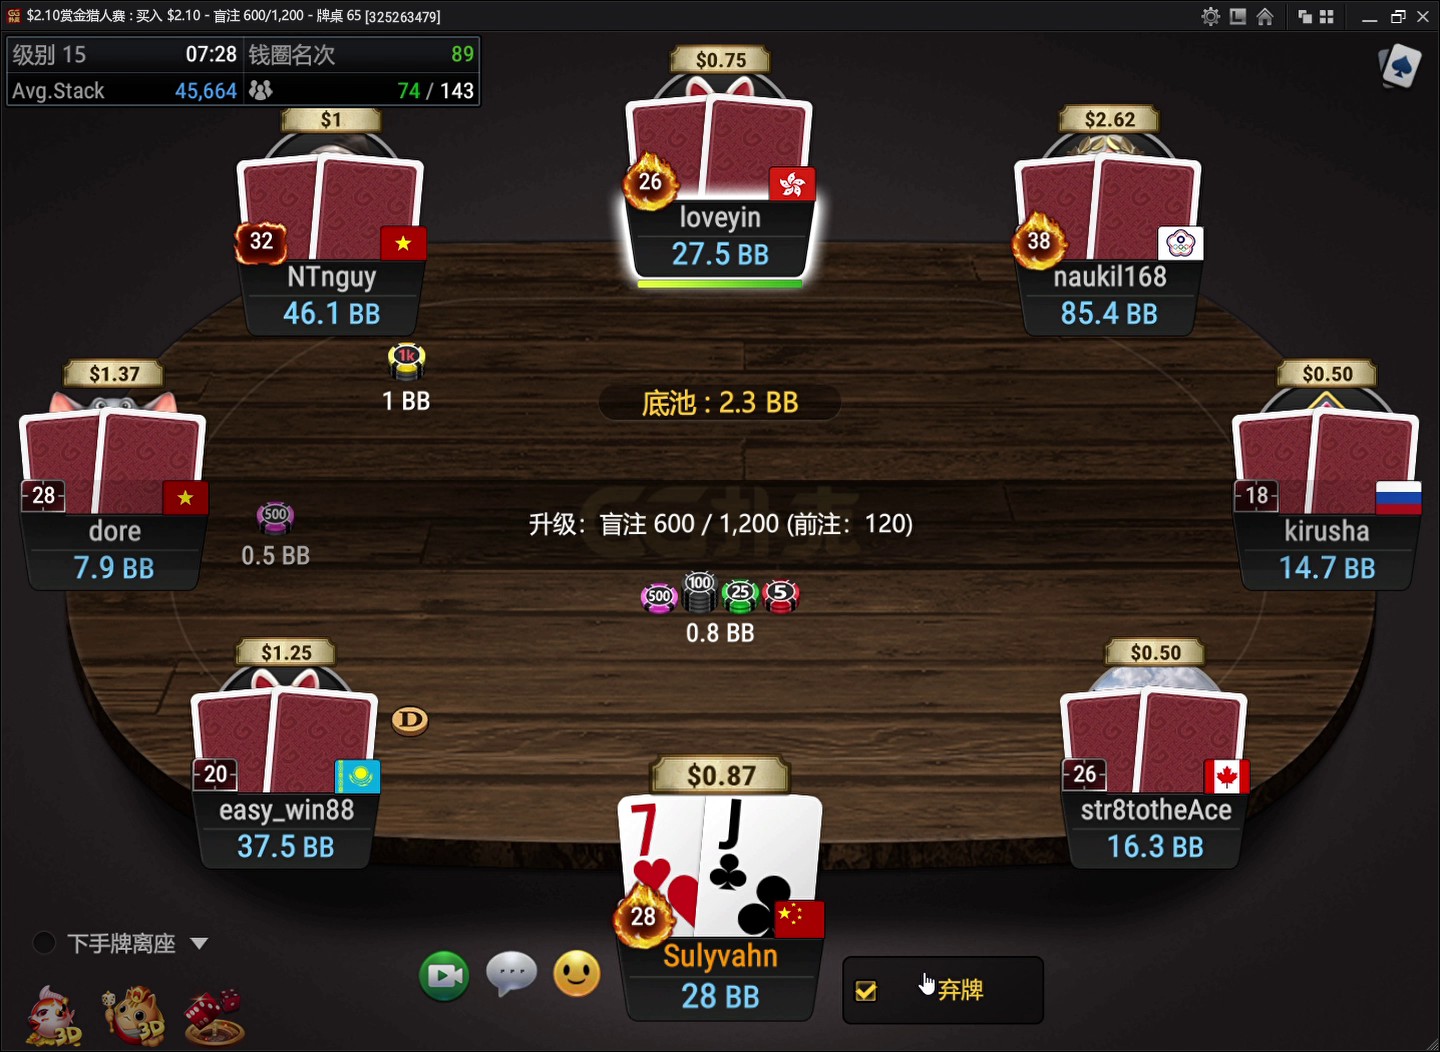 $2.10赏金猎人赛 : 买入 $2.10 - 盲注 600/1,200 - 牌桌 65 [325263479]
级别 15 07:28 钱圈名次 89
Avg.Stack 45,664 74 / 143
$0.75
26
loveyin
27.5 BB
$1
32
NTnguy
46.1 BB
$2.62
38
naukil168
85.4 BB
1k
1 BB
底池 : 2.3 BB
$1.37
28
dore
7.9 BB
$0.50
18
kirusha
14.7 BB
500
0.5 BB
升级：盲注 600 / 1,200 (前注：120)
500 100 25 5
0.8 BB
$1.25
20
easy_win88
37.5 BB
D
$0.50
26
str8totheAce
16.3 BB
$0.87
7 J
28
Sulyvahn
28 BB
下手牌离座
弃牌
3D 3D